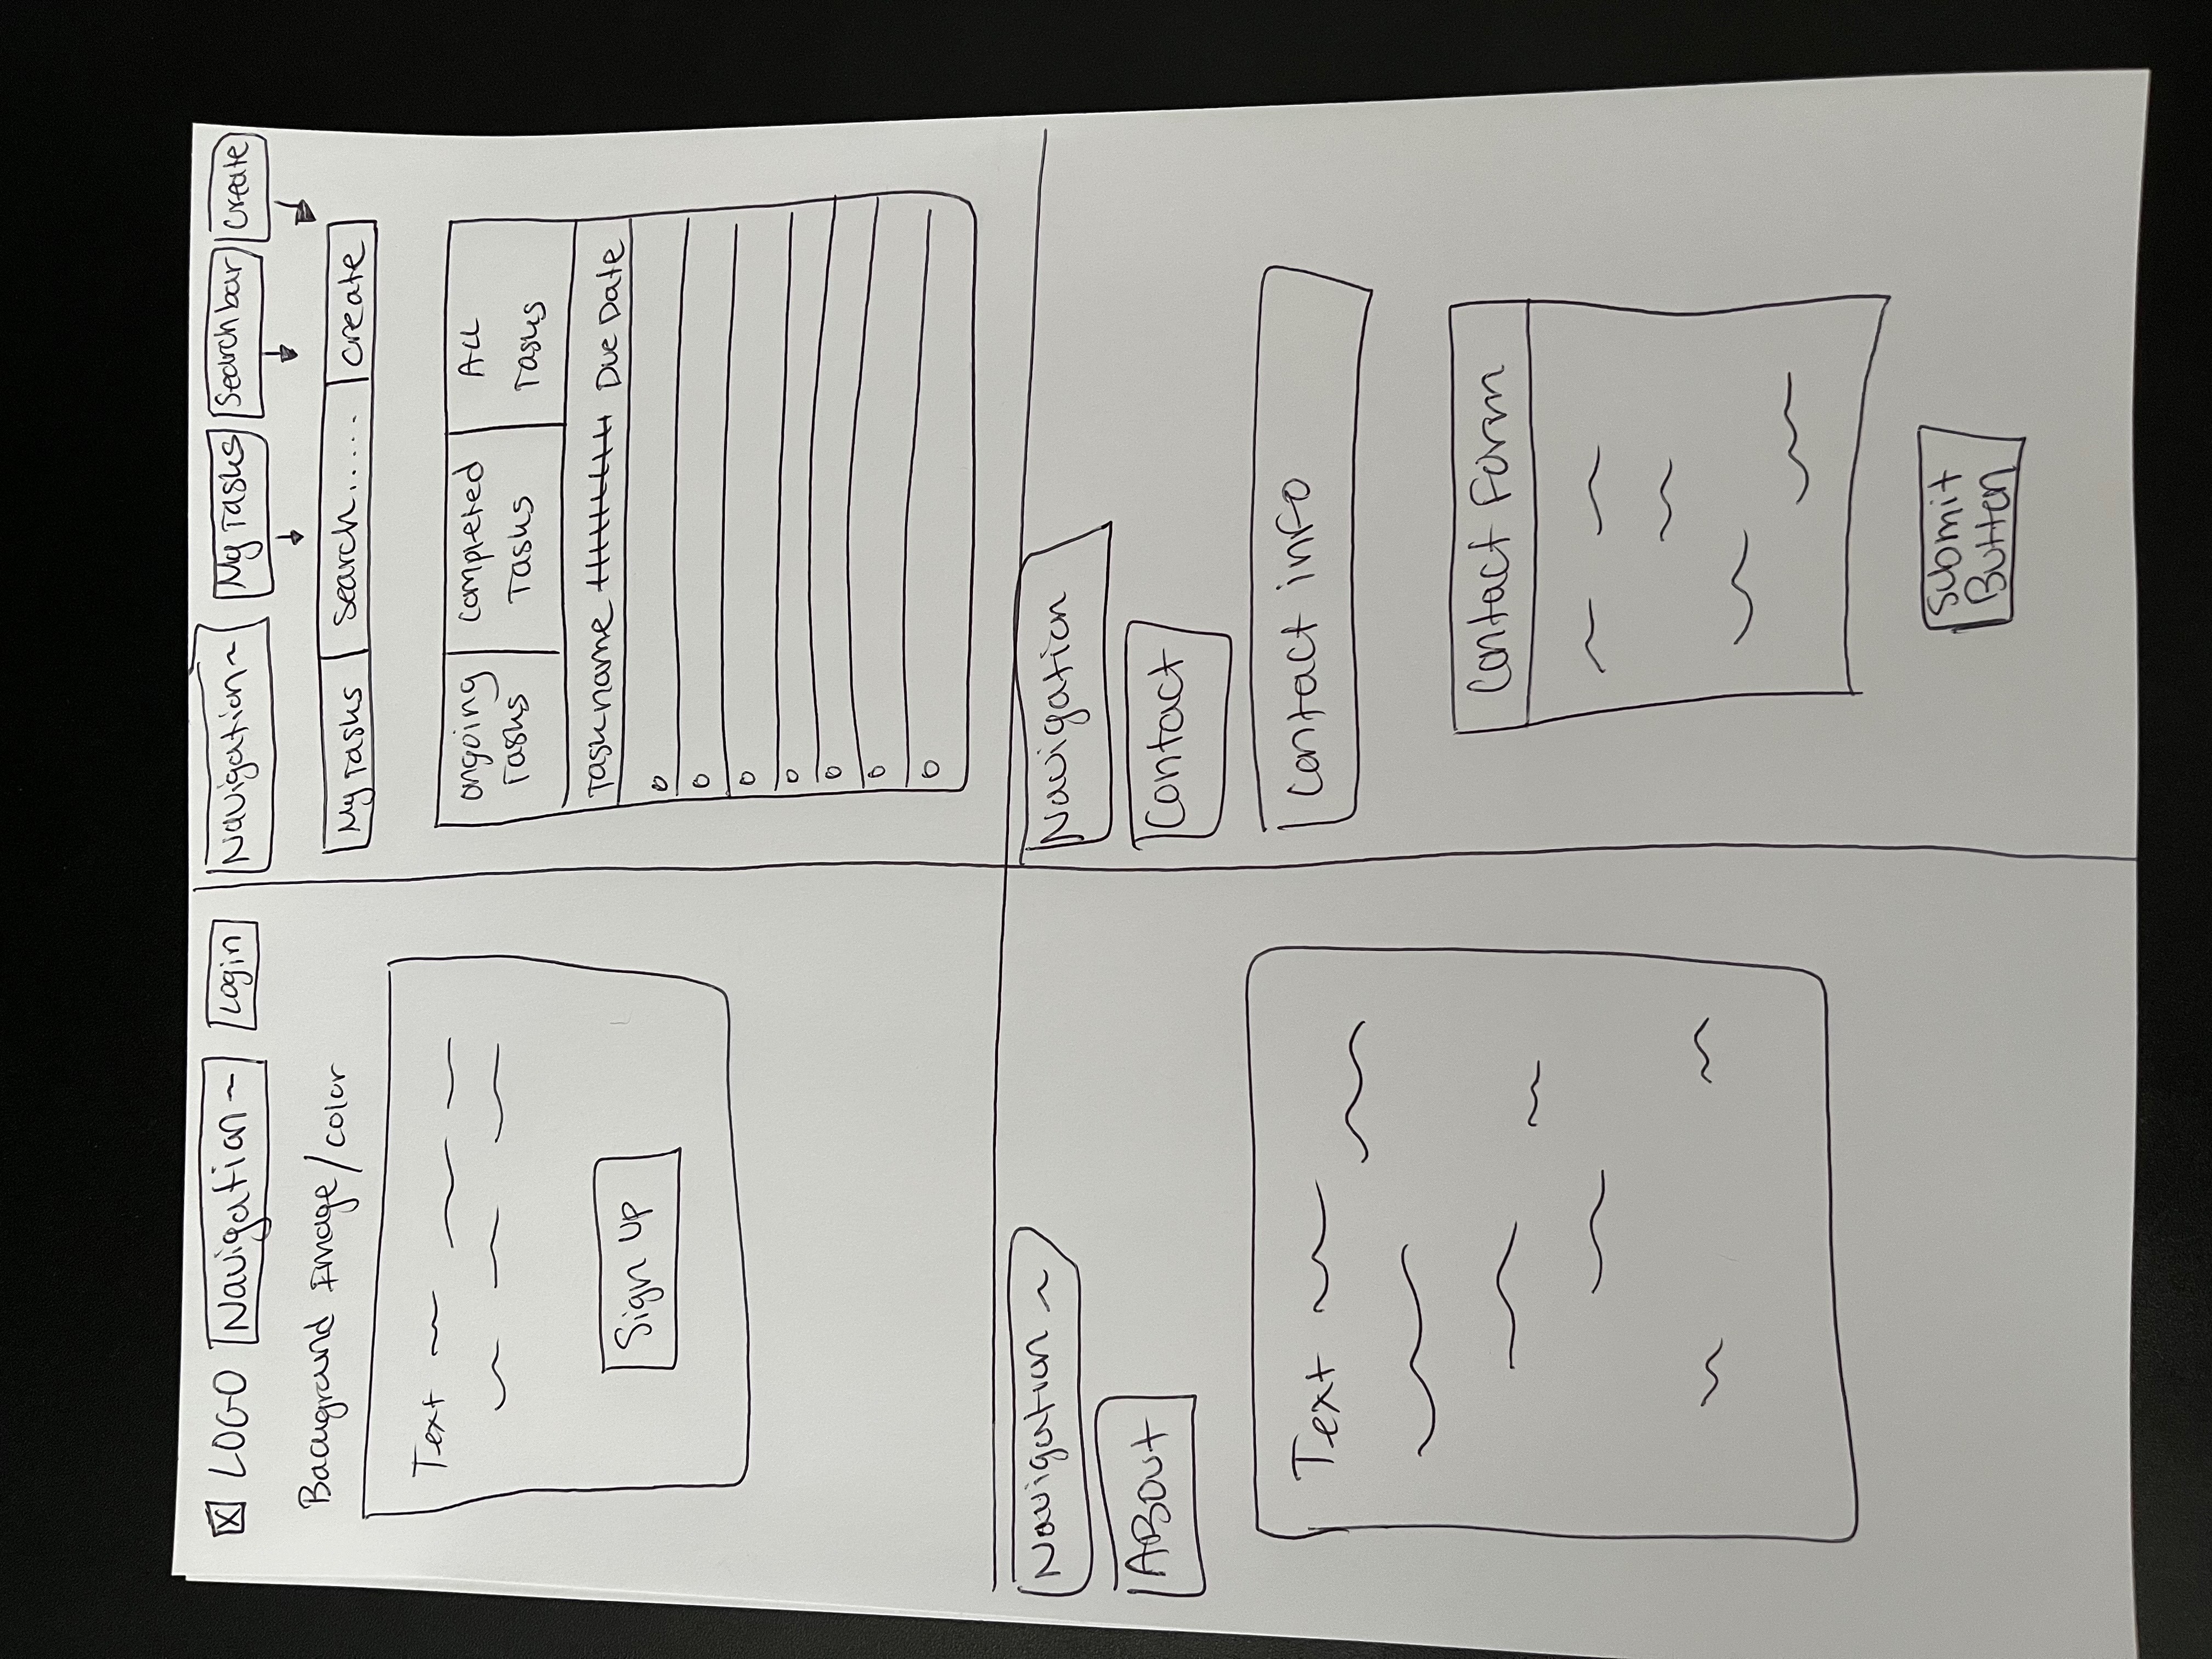 LOGO Navigation ~ Login
Background Image/color
Text ~
Sign up
Navigation ~ My Tasks Search bar Create
My Tasks Search..... Create
ongoing Tasks
Completed Tasks
All Tasks
Task name Due Date
Navigation ~
ABout
Text ~
Navigation
Contact
Contact info
Contact Form
Submit
Button